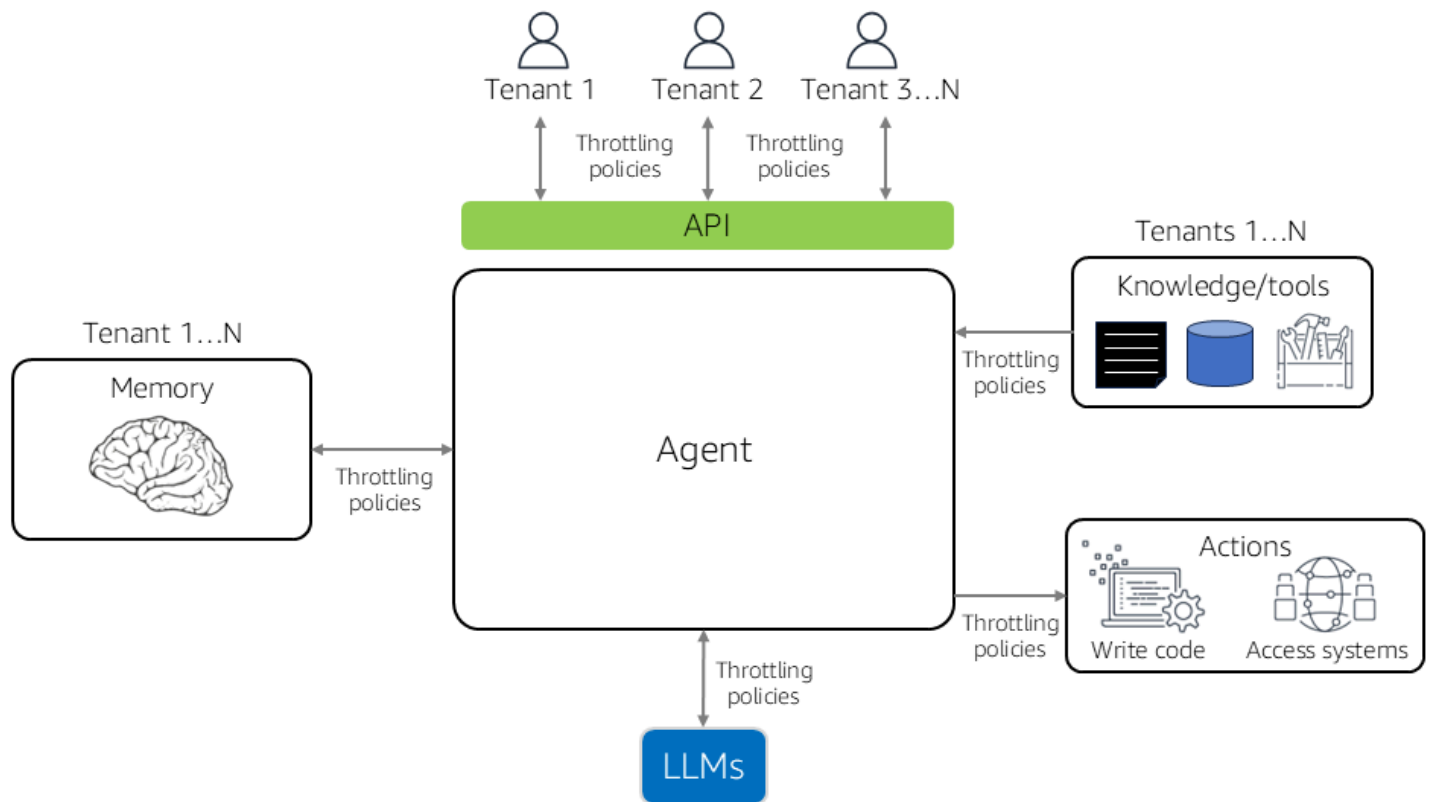 Tenant 1
Tenant 2
Tenant 3...N
Throttling
policies
Throttling
policies
API
Tenants 1...N
Knowledge/tools
Throttling
policies
Tenant 1...N
Memory
Throttling
policies
Agent
Actions
Write code
Access systems
Throttling
policies
Throttling
policies
LLMs